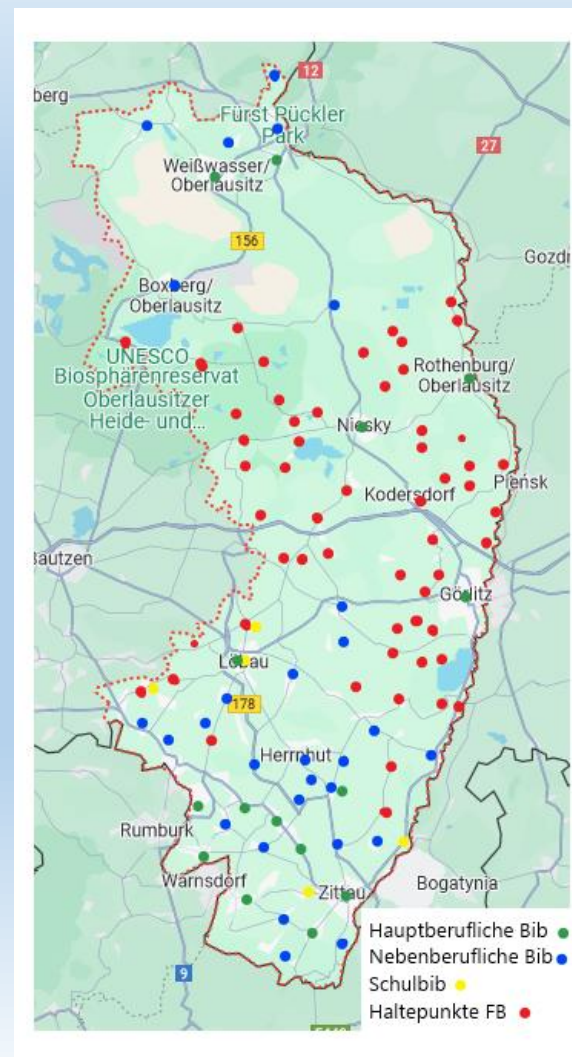 12
berg
Fürst Pückler
Park
27
Weißwasser/
Oberlausitz
156
Gozdn
Boxberg/
Oberlausitz
UNESCO
Biosphärenreservat
Oberlausitzer
Heide- und...
Rothenburg/
Oberlausitz
Niesky
Kodersdorf
Pieńsk
Bautzen
Görlitz
Löbau
178
Herrnhut
Rumburk
Warnsdorf
Zittau
Bogatynia
Hauptberufliche Bib
Nebenberufliche Bib
Schulbib
Haltepunkte FB
9